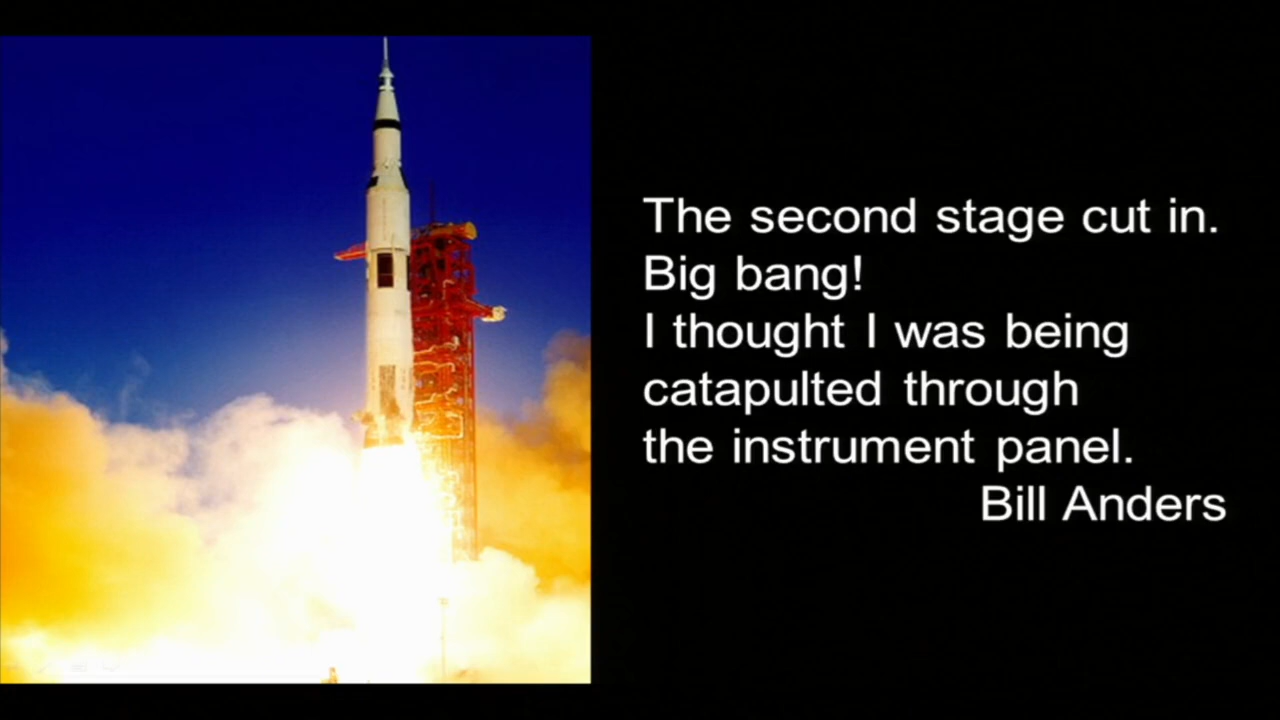 The second stage cut in.
Big bang!
I thought I was being
catapulted through
the instrument panel.
Bill Anders